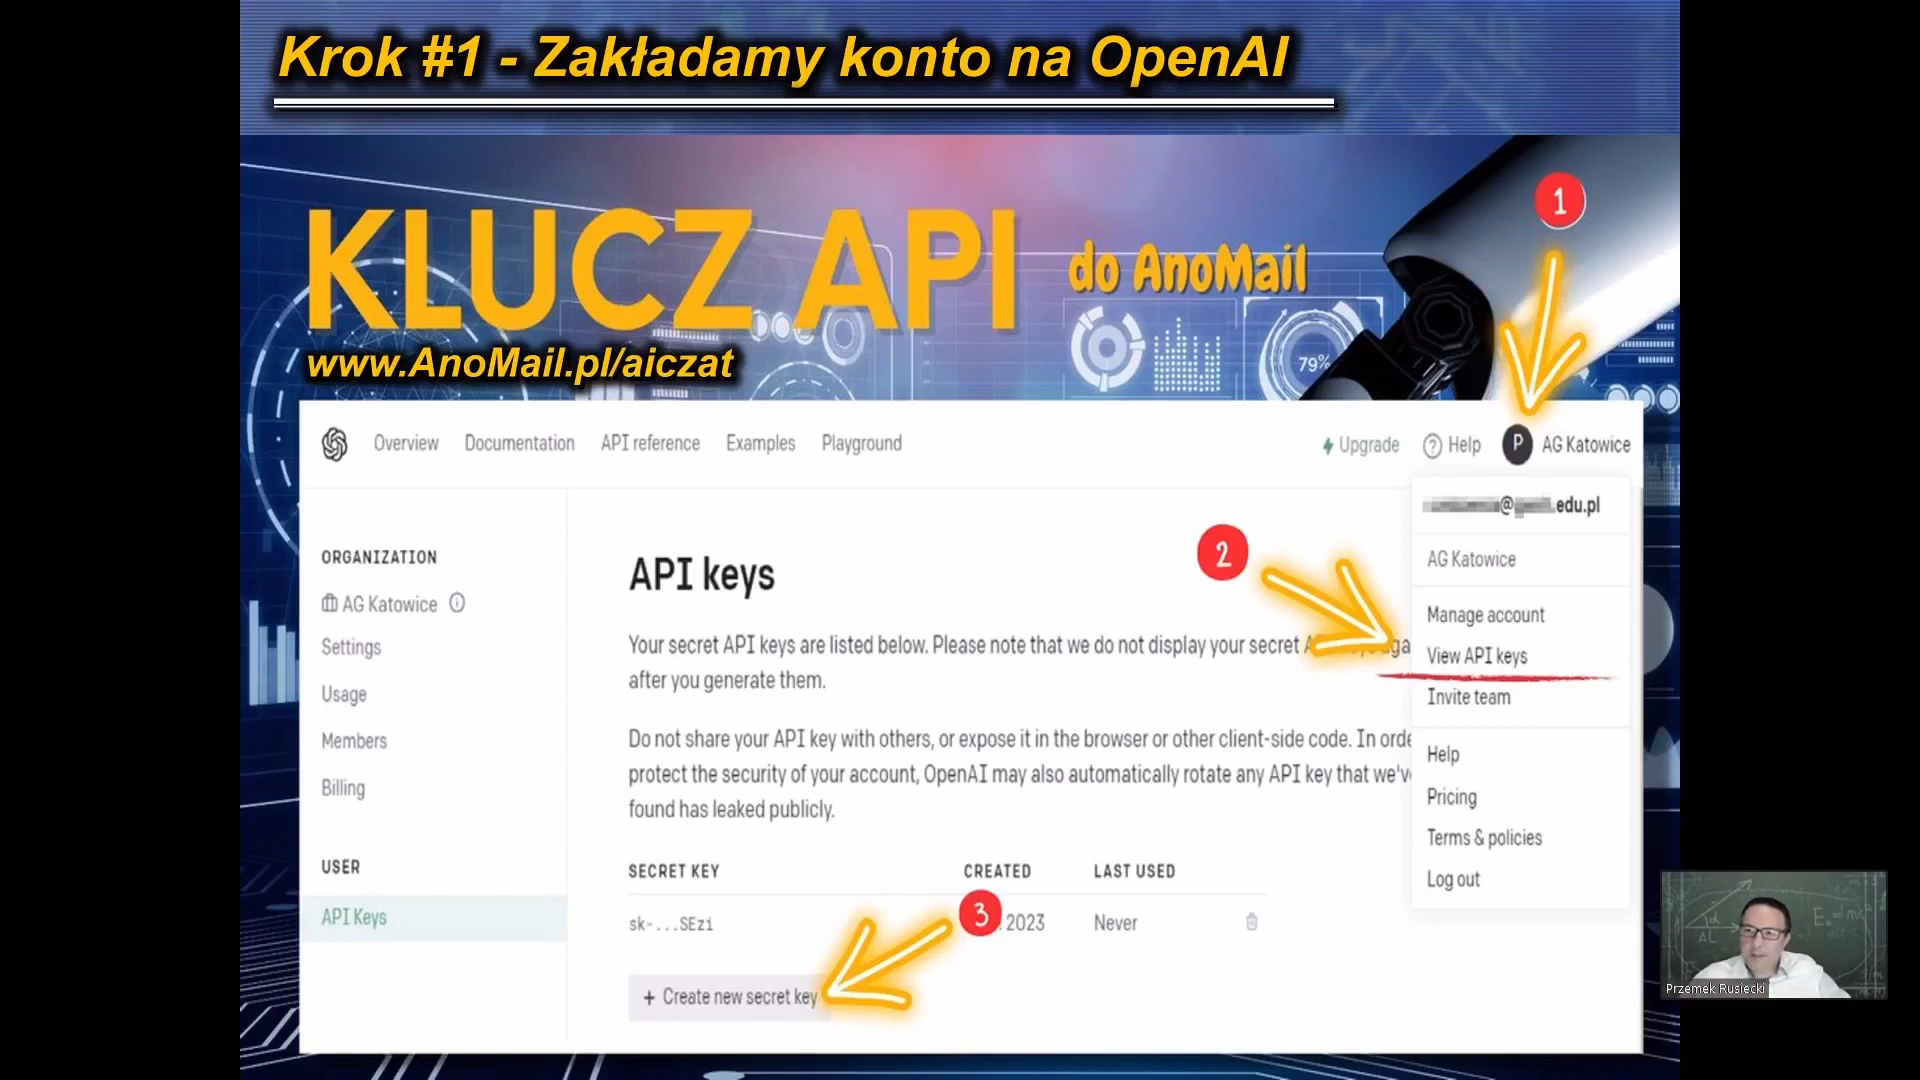 Krok #1 - Zakładamy konto na OpenAI
1
KLUCZ API do AnoMail
79%
www.AnoMail.pl/aiczat
Overview Documentation API reference Examples Playground Upgrade ? Help P AG Katowice
@ .edu.pl
2
ORGANIZATION
AG Katowice
API keys
AG Katowice
Manage account
View API keys
Invite team
Help
Pricing
Terms & policies
Log out
Settings
Usage
Members
Billing
Your secret API keys are listed below. Please note that we do not display your secret
after you generate them.
Do not share your API key with others, or expose it in the browser or other client-side code. In
protect the security of your account, OpenAI may also automatically rotate any API key that
found has leaked publicly.
USER
API Keys
SECRET KEY CREATED LAST USED
sk-...SEzi 3 2023 Never
+ Create new secret key
Przemek Rusiecki